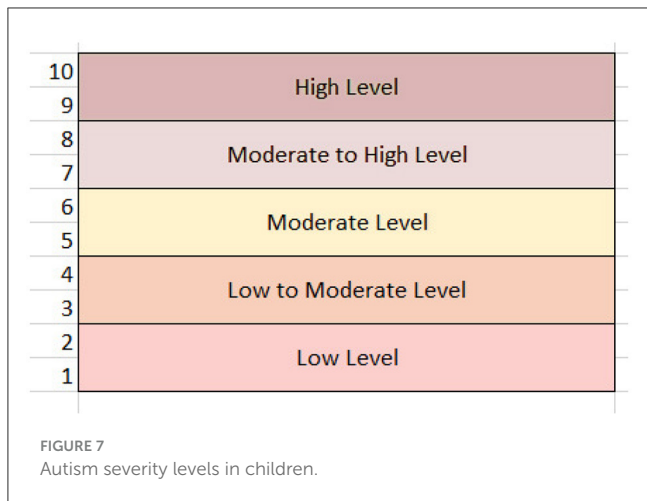 10
High Level
9
8
Moderate to High Level
7
6
Moderate Level
5
4
Low to Moderate Level
3
2
Low Level
1
FIGURE 7
Autism severity levels in children.